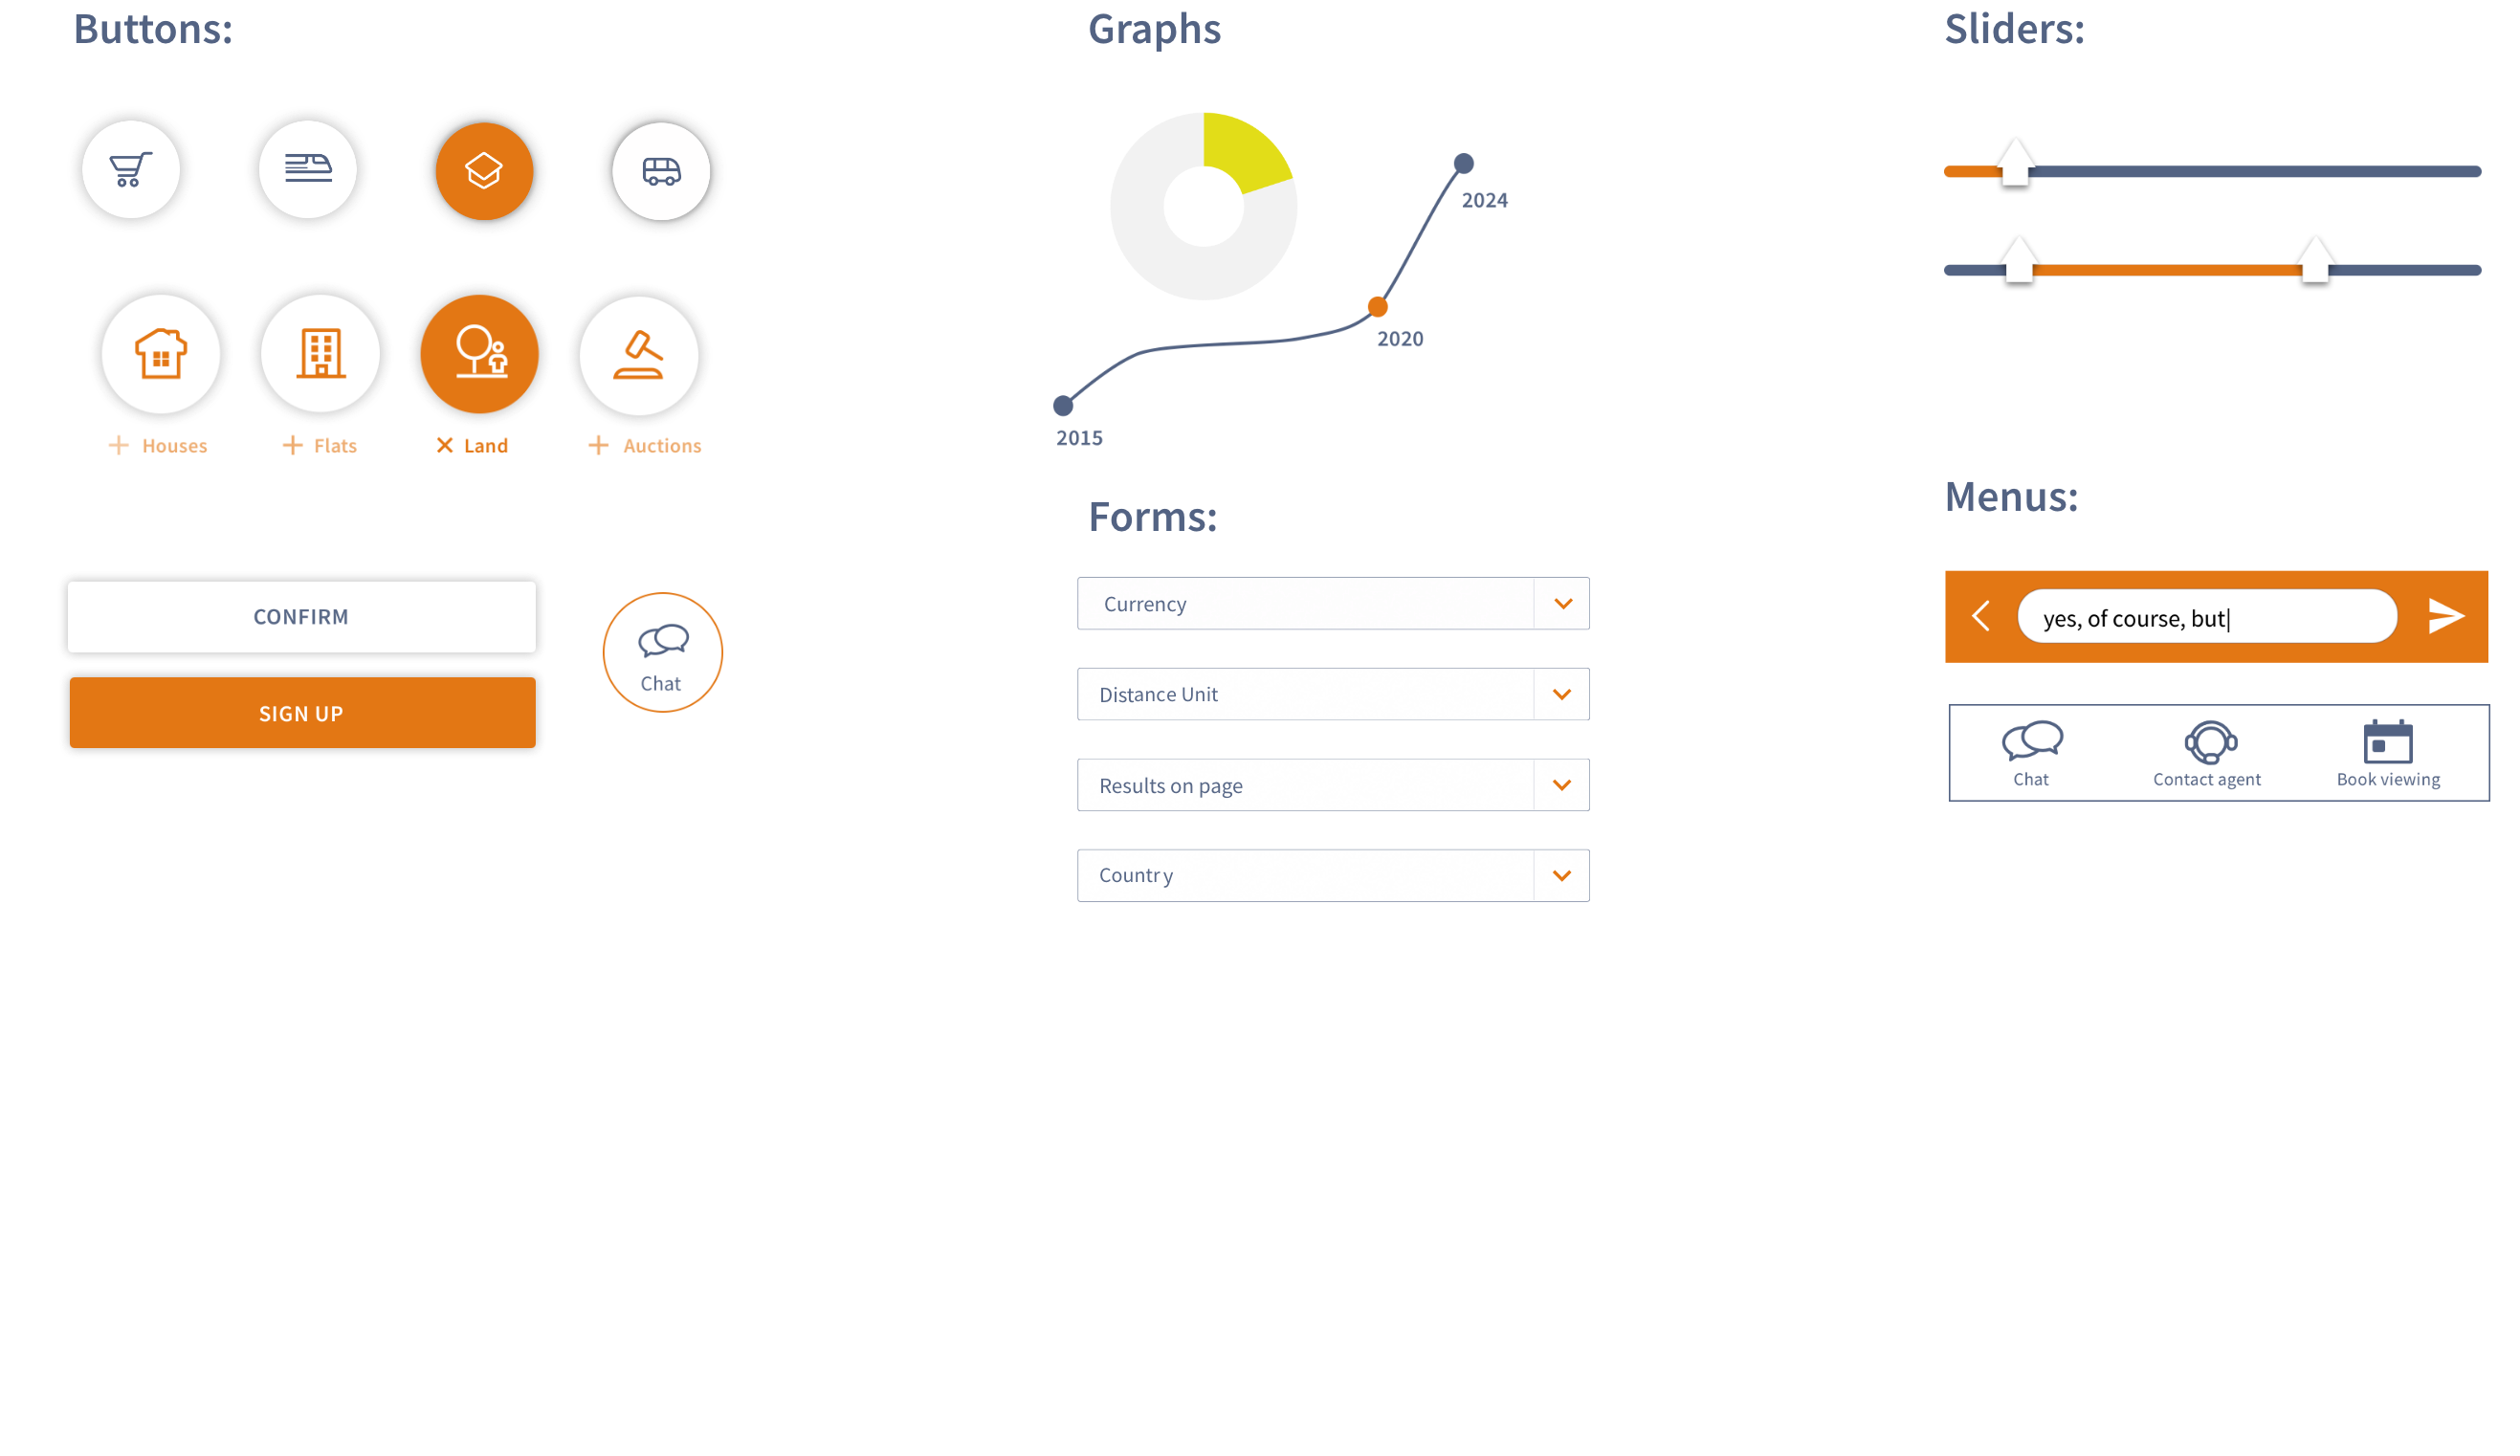 Buttons:
Houses
Flats
Land
Auctions
CONFIRM
SIGN UP
Chat
Graphs
2024
2020
2015
Forms:
Currency
Distance Unit
Results on page
Country
Sliders:
Menus:
yes, of course, but
Chat
Contact agent
Book viewing